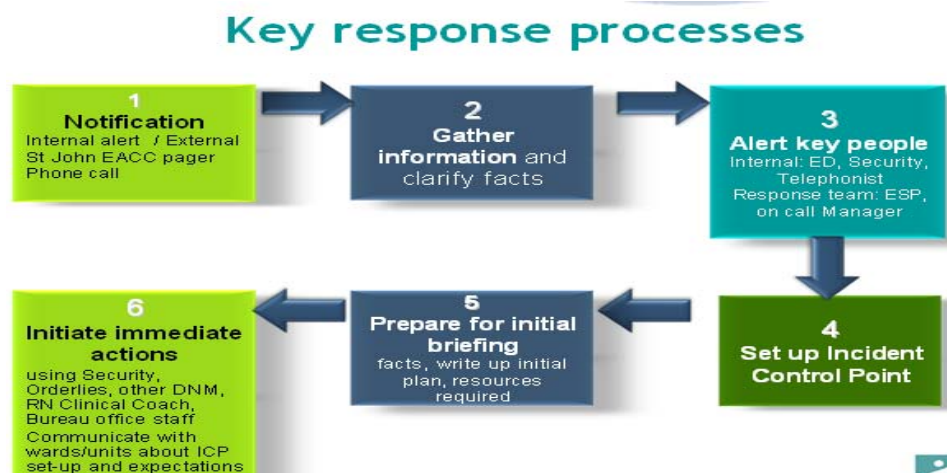 Key response processes
1
Notification
Internal alert / External
St John EACC pager
Phone call
2
Gather
information and
clarify facts
3
Alert key people
Internal: ED, Security,
Telephonist
Response team: ESP,
on call Manager
4
Set up Incident
Control Point
5
Prepare for initial
briefing
facts, write up initial
plan, resources
required
6
Initiate immediate
actions
using Security,
Orderlies, other DNM,
RN Clinical Coach,
Bureau office staff
Communicate with
wards/units about ICP
set-up and expectations